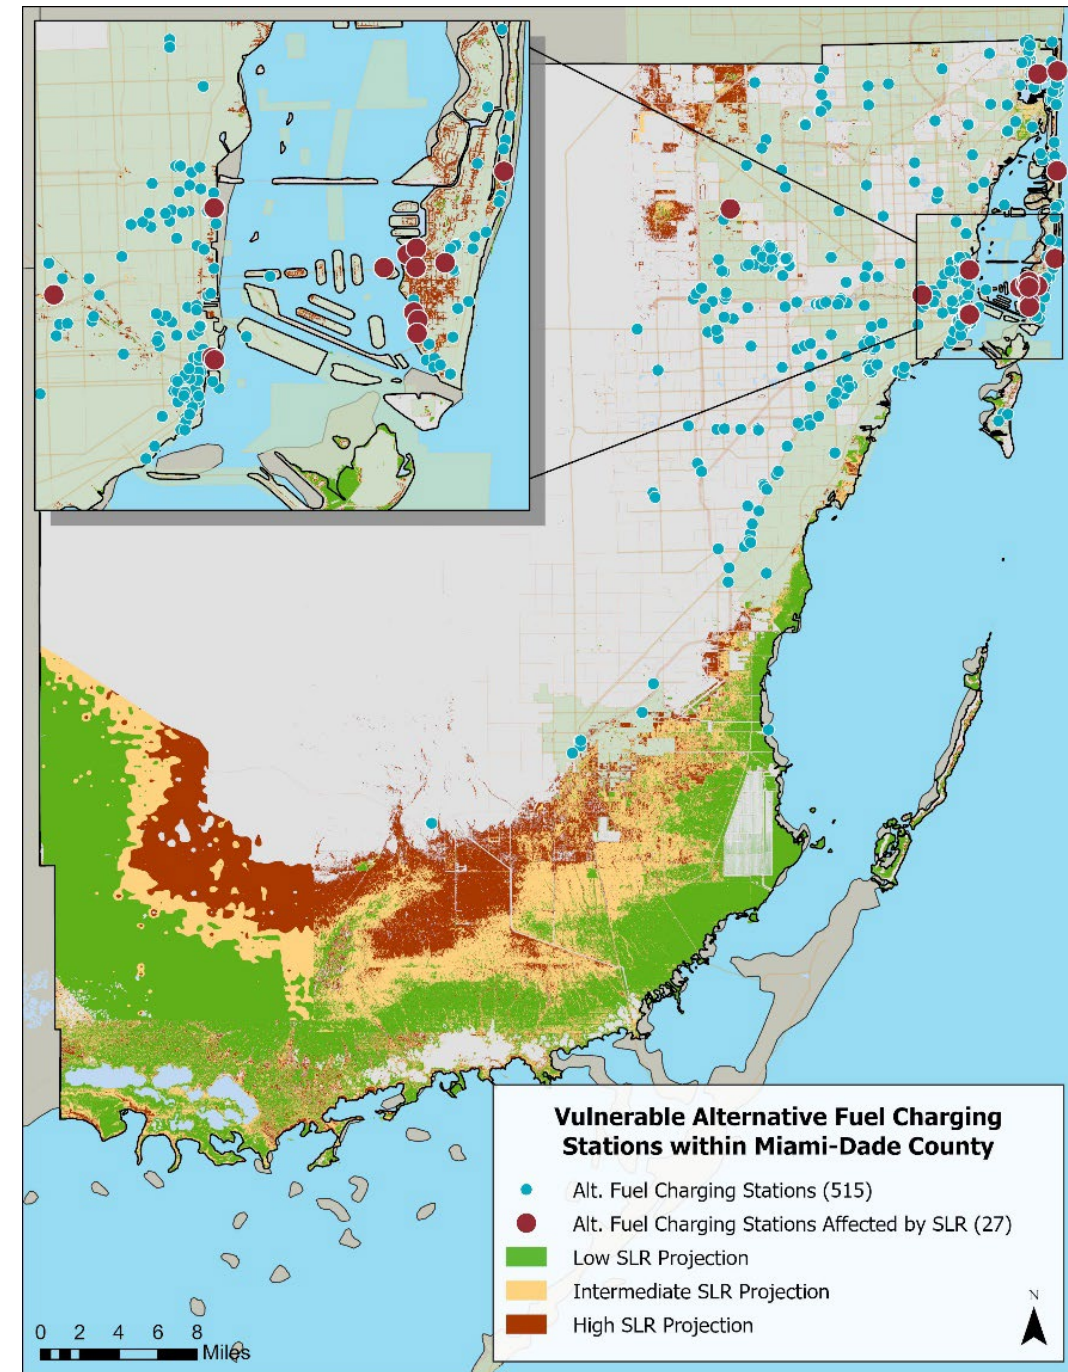 Vulnerable Alternative Fuel Charging
Stations within Miami-Dade County
Alt. Fuel Charging Stations (515)
Alt. Fuel Charging Stations Affected by SLR (27)
Low SLR Projection
Intermediate SLR Projection
High SLR Projection
N
0 2 4 6 8
Miles